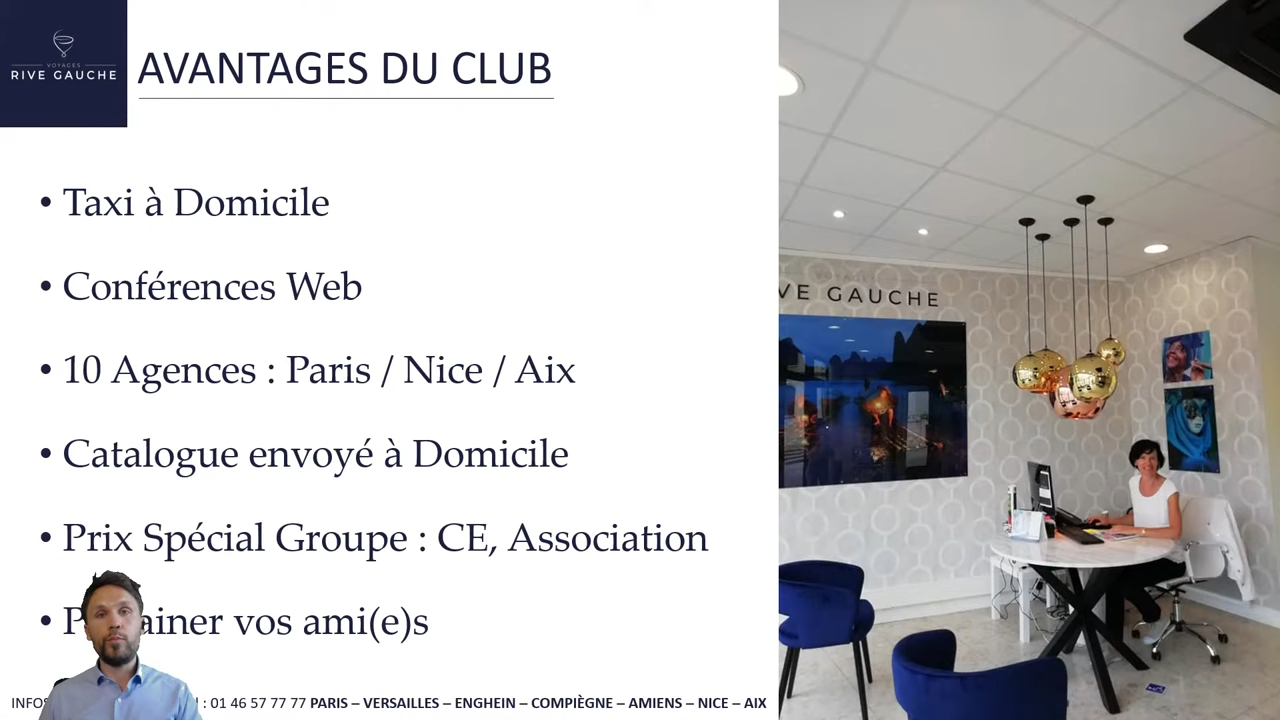 VOYAGES
RIVE GAUCHE
AVANTAGES DU CLUB
• Taxi à Domicile
• Conférences Web
• 10 Agences : Paris / Nice / Aix
• Catalogue envoyé à Domicile
• Prix Spécial Groupe : CE, Association
• vos ami(e)s
: 01 46 57 77 77 PARIS – VERSAILLES – ENGHEIN – COMPIÈGNE – AMIENS – NICE – AIX
VE GAUCHE